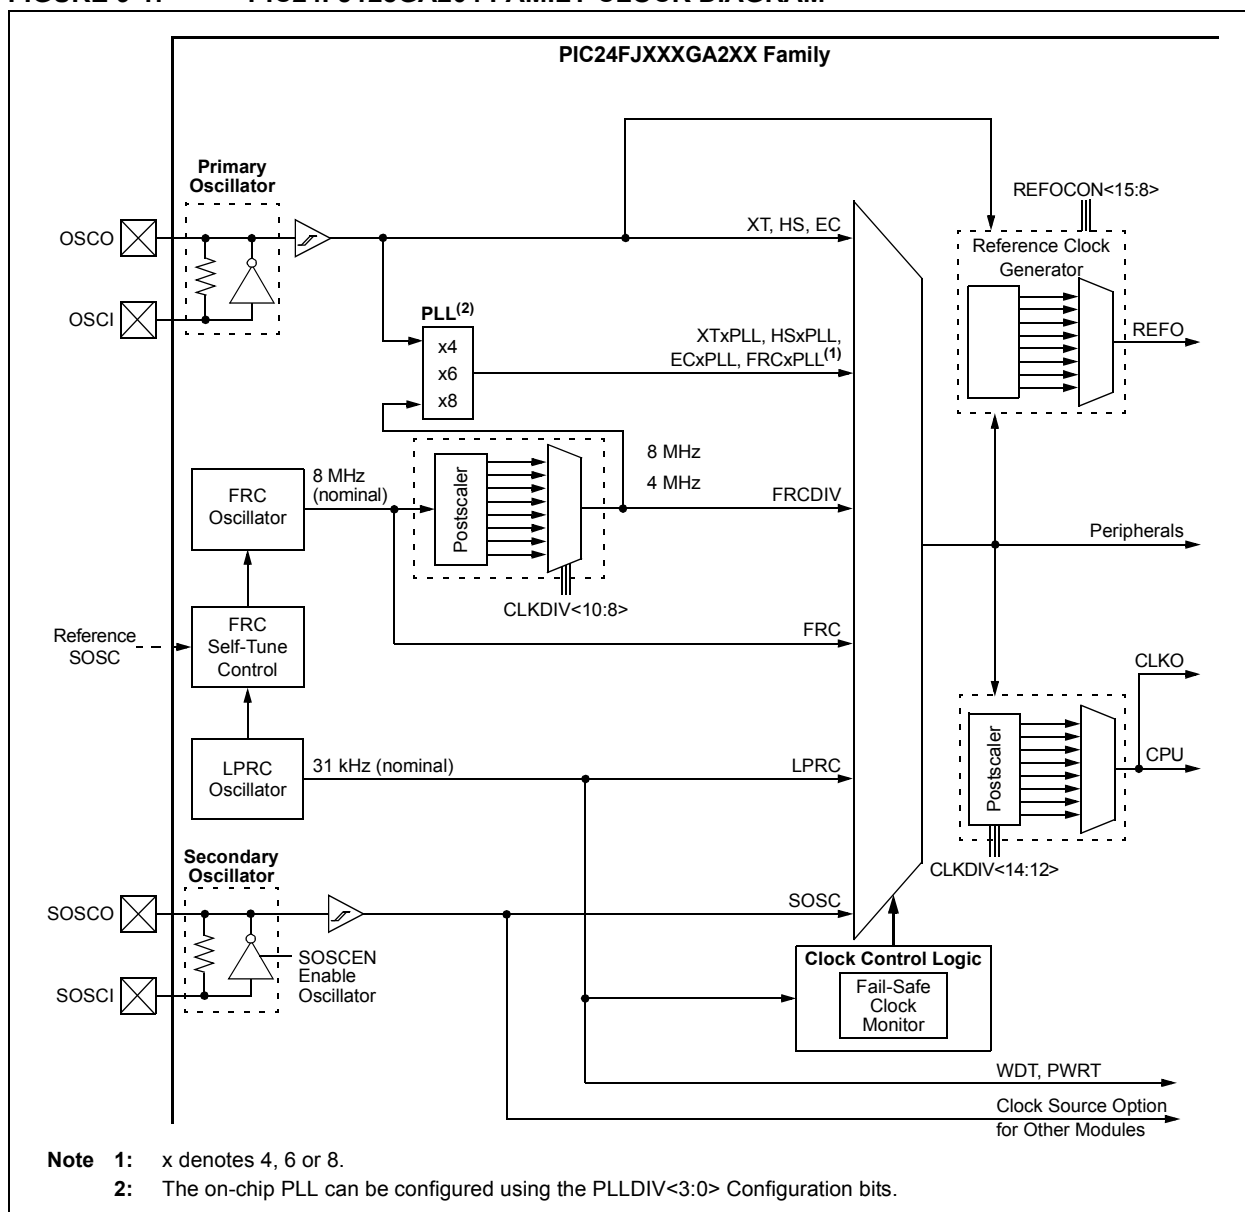 PIC24FJXXXGA2XX Family
Primary
Oscillator
REFOCON<15:8>
OSCO
XT, HS, EC
Reference Clock
Generator
OSCI
PLL(2)
x4
x6
x8
XTxPLL, HSxPLL,
ECxPLL, FRCxPLL(1)
REFO
8 MHz
4 MHz
FRC
Oscillator
8 MHz
(nominal)
Postscaler
FRCDIV
Peripherals
CLKDIV<10:8>
Reference
SOSC
FRC
Self-Tune
Control
FRC
CLKO
LPRC
Oscillator
31 kHz (nominal)
LPRC
Postscaler
CPU
CLKDIV<14:12>
Secondary
Oscillator
SOSCO
SOSC
SOSCI
SOSCEN
Enable
Oscillator
Clock Control Logic
Fail-Safe
Clock
Monitor
WDT, PWRT
Clock Source Option
for Other Modules
Note 1: x denotes 4, 6 or 8.
2: The on-chip PLL can be configured using the PLLDIV<3:0> Configuration bits.